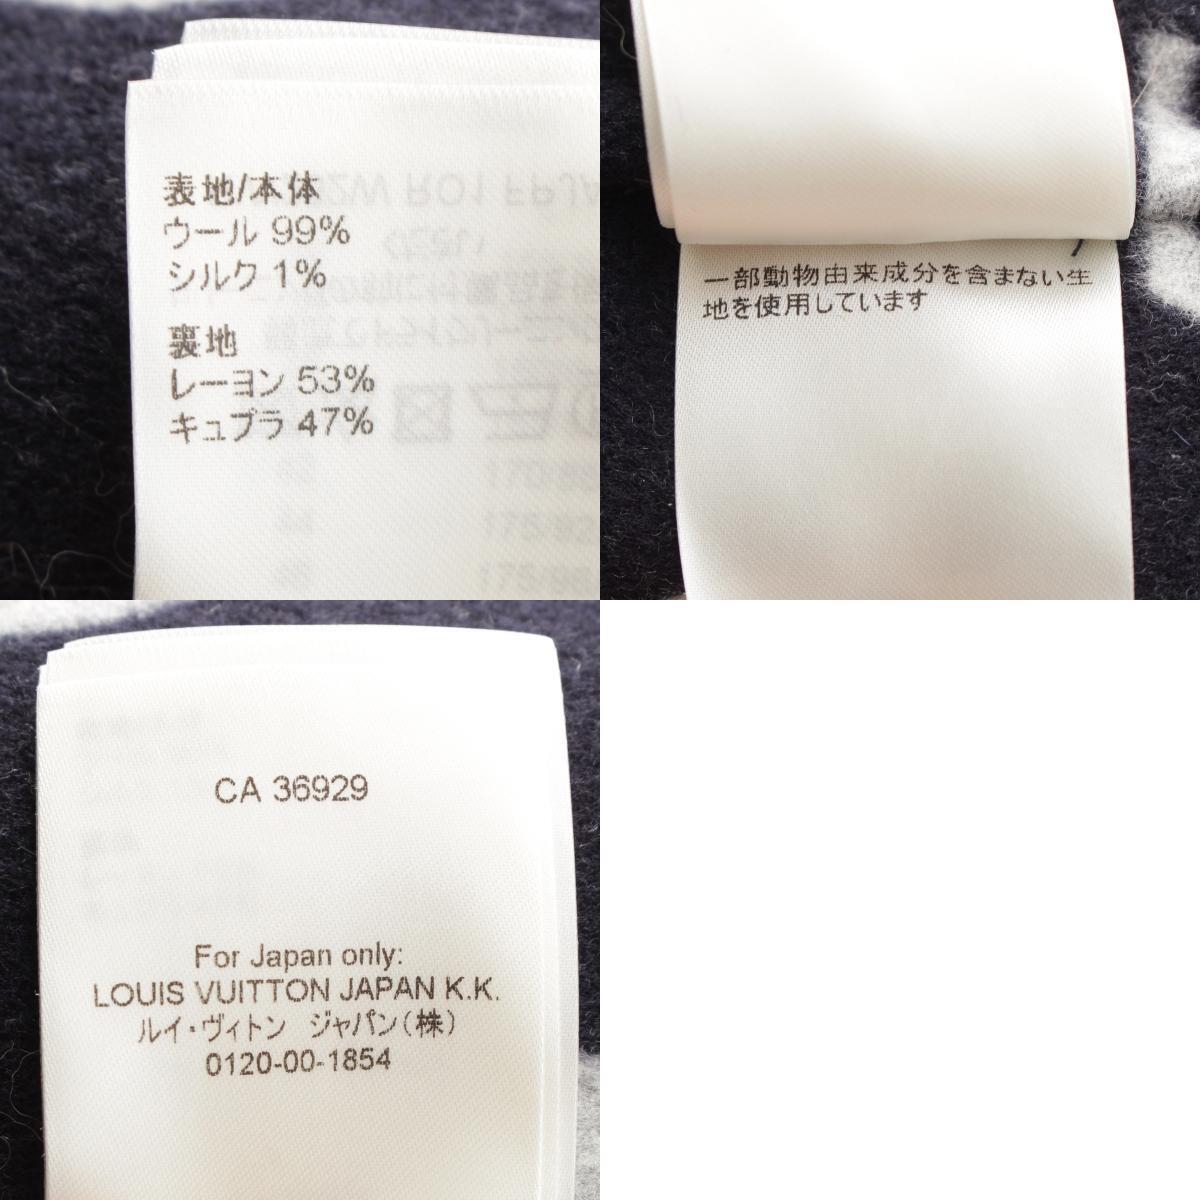 表地/本体
ウール 99%
シルク 1%
裏地
レーヨン 53%
キュプラ 47%
一部動物由来成分を含まない生
地を使用しています
CA 36929
For Japan only:
LOUIS VUITTON JAPAN K.K.
ルイ・ヴィトン ジャパン(株)
0120-00-1854